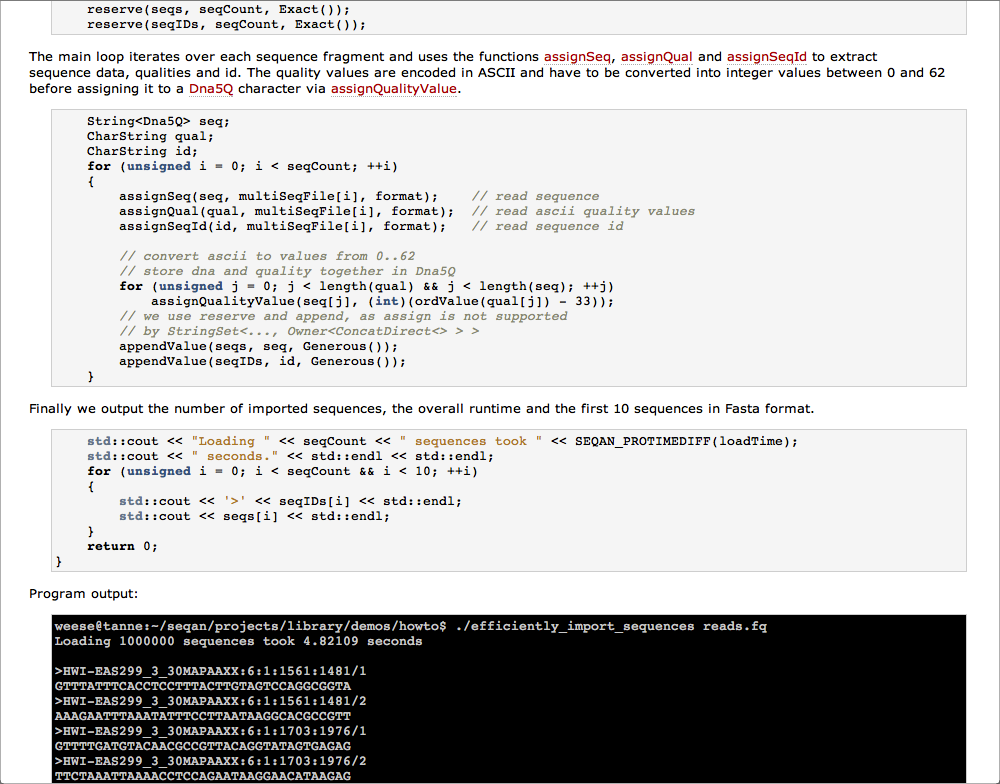 reserve(seqs, seqCount, Exact());
reserve(seqIDs, seqCount, Exact());
The main loop iterates over each sequence fragment and uses the functions assignSeq, assignQual and assignSeqId to extract
sequence data, qualities and id. The quality values are encoded in ASCII and have to be converted into integer values between 0 and 62
before assigning it to a Dna5Q character via assignQualityValue.
String<Dna5Q> seq;
CharString qual;
CharString id;
for (unsigned i = 0; i < seqCount; ++i)
{
assignSeq(seq, multiSeqFile[i], format);    // read sequence
assignQual(qual, multiSeqFile[i], format);  // read ascii quality values
assignSeqId(id, multiSeqFile[i], format);   // read sequence id
// convert ascii to values from 0..62
// store dna and quality together in Dna5Q
for (unsigned j = 0; j < length(qual) && j < length(seq); ++j)
assignQualityValue(seq[j], (int)(ordValue(qual[j]) - 33));
// we use reserve and append, as assign is not supported
// by StringSet<..., Owner<ConcatDirect<> > >
appendValue(seqs, seq, Generous());
appendValue(seqIDs, id, Generous());
}
Finally we output the number of imported sequences, the overall runtime and the first 10 sequences in Fasta format.
std::cout << "Loading " << seqCount << " sequences took " << SEQAN_PROTIMEDIFF(loadTime);
std::cout << " seconds." << std::endl << std::endl;
for (unsigned i = 0; i < seqCount && i < 10; ++i)
{
std::cout << '>' << seqIDs[i] << std::endl;
std::cout << seqs[i] << std::endl;
}
return 0;
}
Program output:
weese@tanne:~/seqan/projects/library/demos/howto$ ./efficiently_import_sequences reads.fq
Loading 1000000 sequences took 4.82109 seconds
>HWI-EAS299_3_30MAPAAXX:6:1:1561:1481/1
GTTTATTTCACCTCCTTTACTTGTAGTCCAGGCGGTA
>HWI-EAS299_3_30MAPAAXX:6:1:1561:1481/2
AAAGAATTTAAATATTTCCTTAATAAGGCACGCCGTT
>HWI-EAS299_3_30MAPAAXX:6:1:1703:1976/1
GTTTTGATGTACAACGCCGTTACAGGTATAGTGAGAG
>HWI-EAS299_3_30MAPAAXX:6:1:1703:1976/2
TTCTAAATTAAAACCTCCAGAATAAGGAACATAAGAG